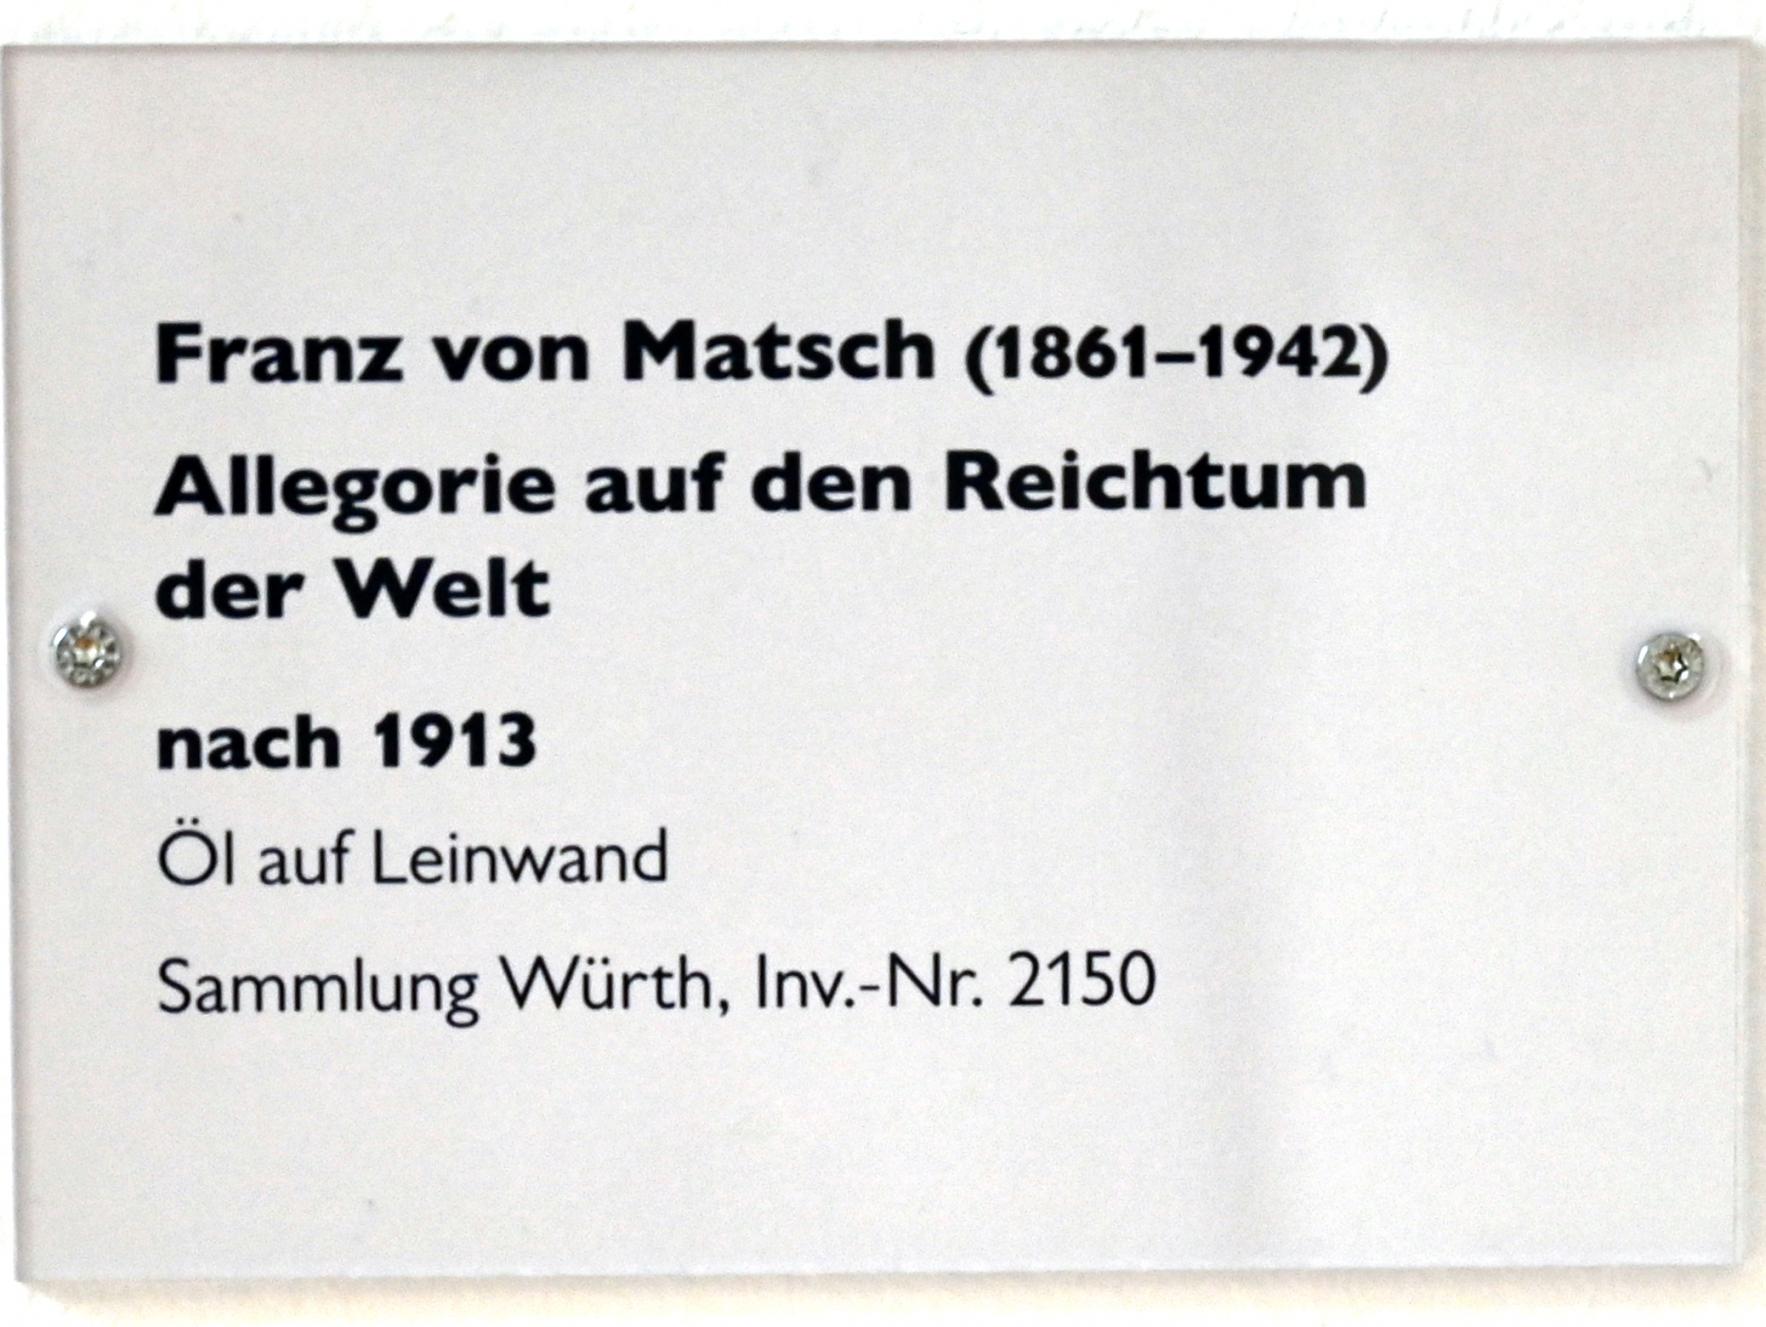 Franz von Matsch (1861–1942)
Allegorie auf den Reichtum
der Welt
nach 1913
Öl auf Leinwand
Sammlung Würth, Inv.-Nr. 2150